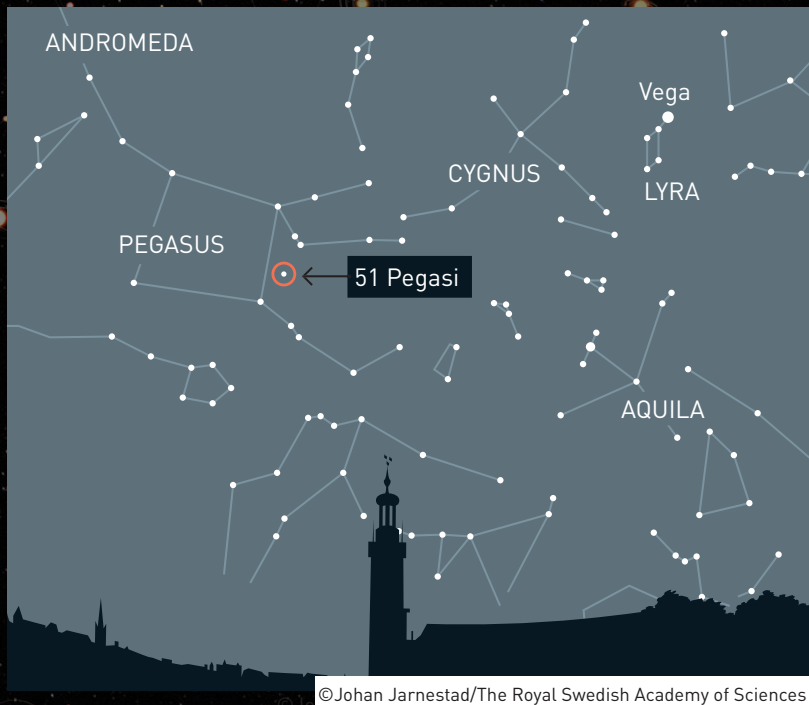 ANDROMEDA
Vega
CYGNUS
LYRA
PEGASUS
51 Pegasi
AQUILA
©Johan Jarnestad/The Royal Swedish Academy of Sciences